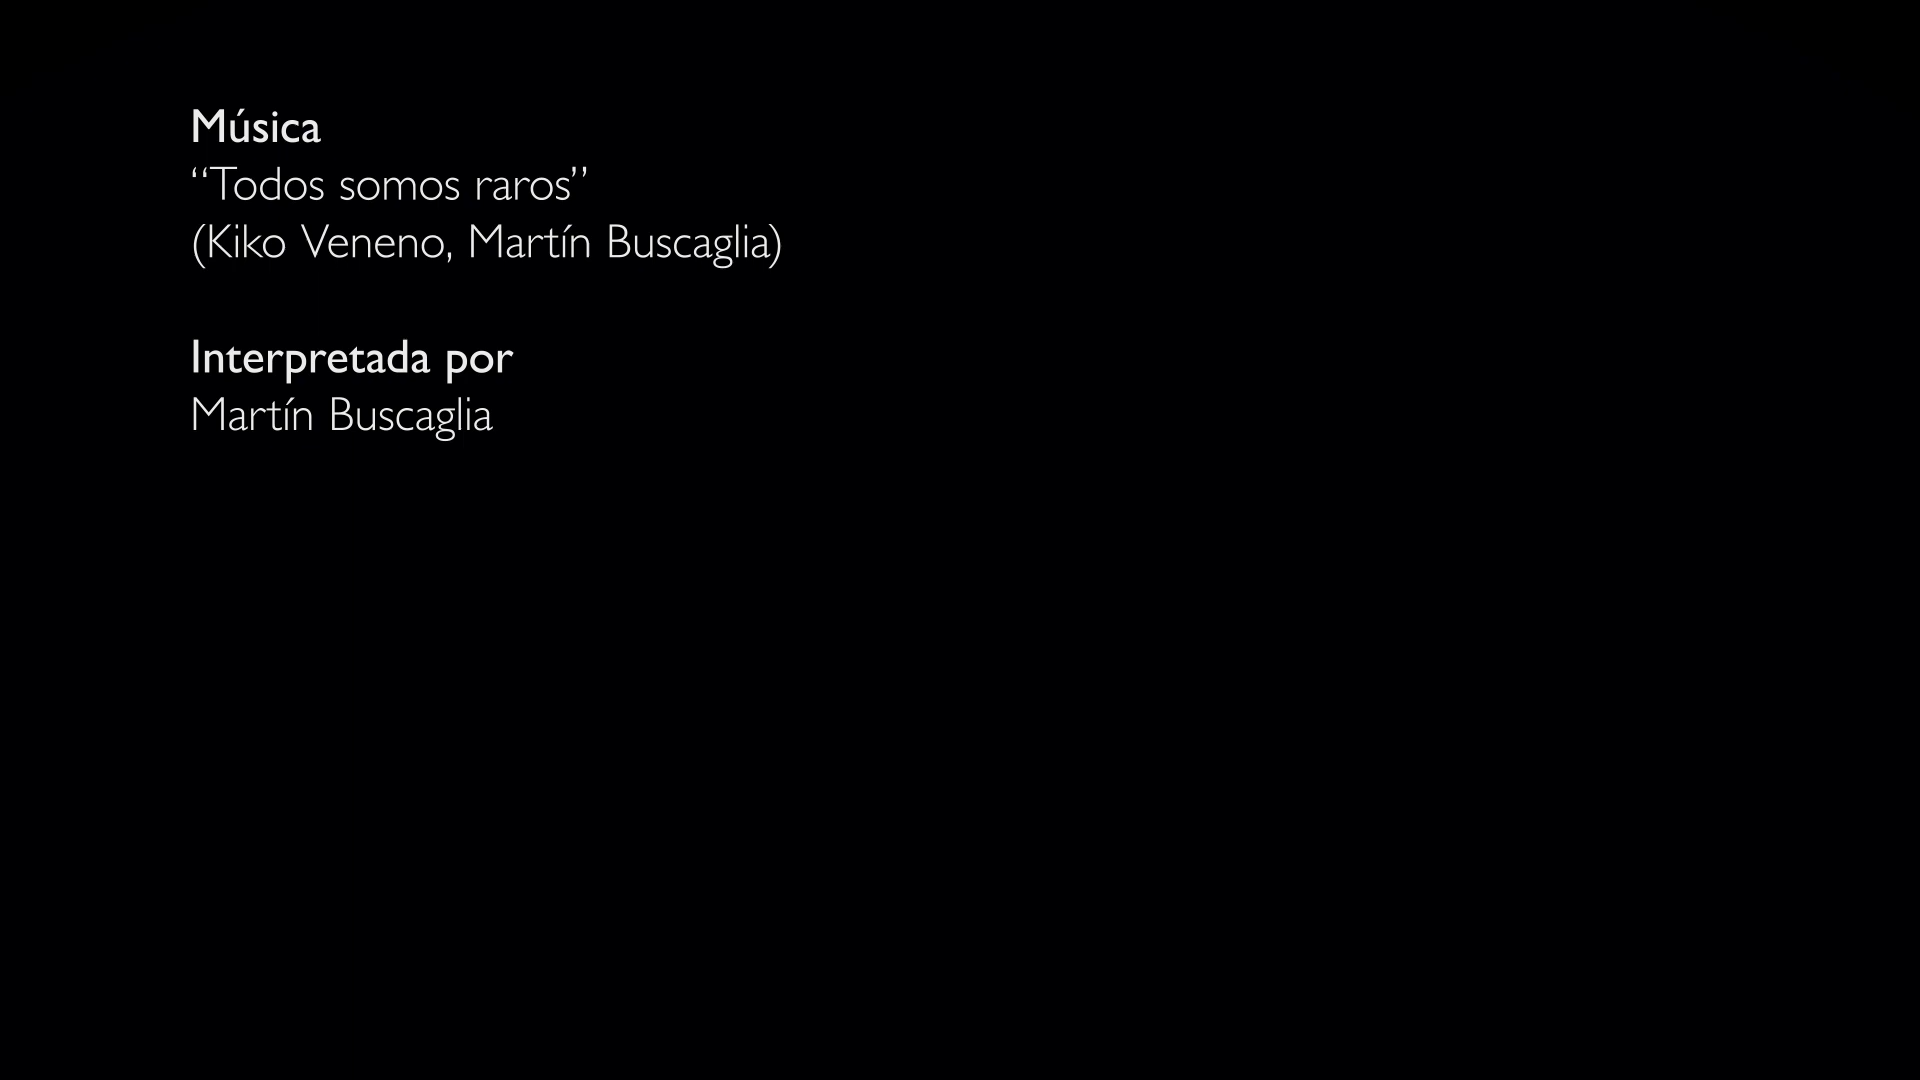 Música
“Todos somos raros”
(Kiko Veneno, Martín Buscaglia)
Interpretada por
Martín Buscaglia